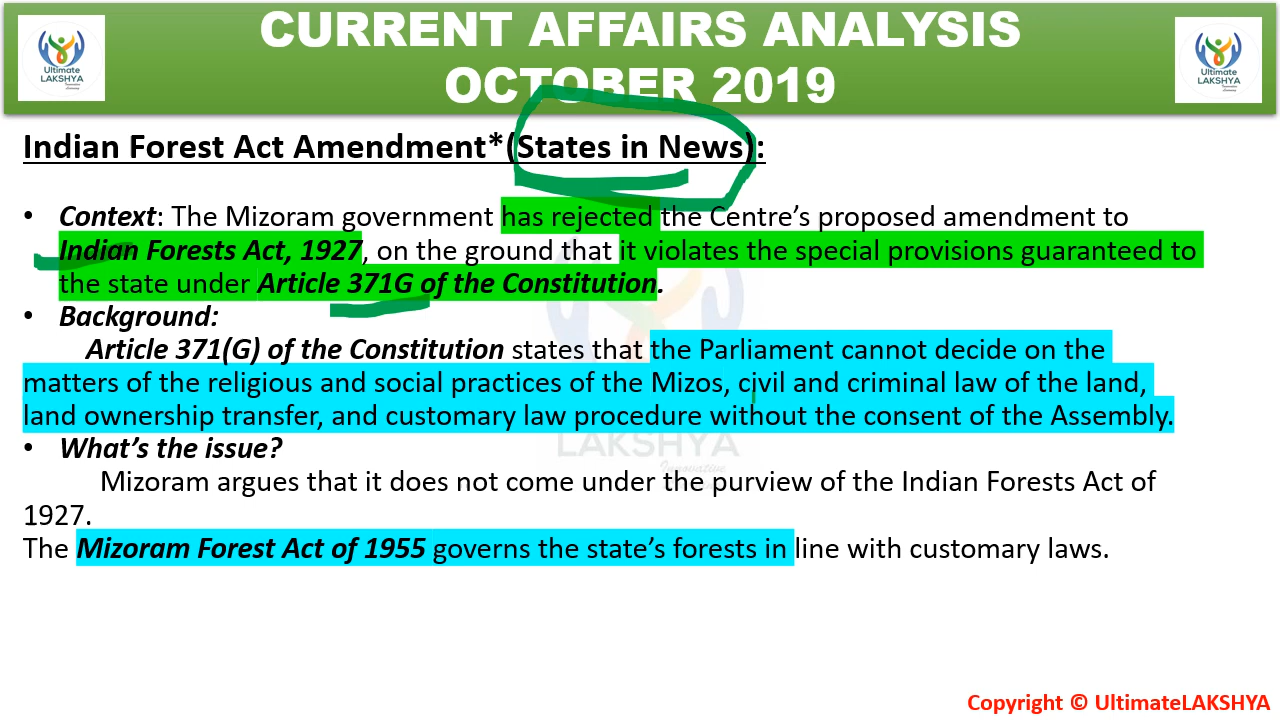 CURRENT AFFAIRS ANALYSIS
OCTOBER 2019
Ultimate
LAKSHYA
Innovative
Learning
Ultimate
LAKSHYA
Innovative
Learning
Indian Forest Act Amendment*(States in News):
• Context: The Mizoram government has rejected the Centre’s proposed amendment to
Indian Forests Act, 1927, on the ground that it violates the special provisions guaranteed to
the state under Article 371G of the Constitution.
• Background:
Article 371(G) of the Constitution states that the Parliament cannot decide on the
matters of the religious and social practices of the Mizos, civil and criminal law of the land,
land ownership transfer, and customary law procedure without the consent of the Assembly.
LAKSHYA
• What’s the issue?
Innovative
Mizoram argues that it does not come under the purview of the Indian Forests Act of
1927.
The Mizoram Forest Act of 1955 governs the state’s forests in line with customary laws.
Copyright © UltimateLAKSHYA